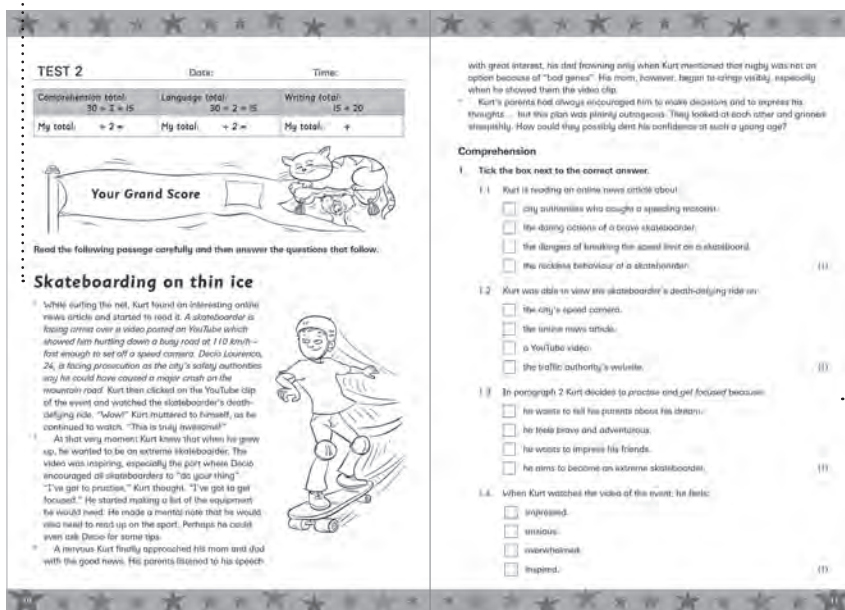 TEST 2
Date:
Time:
Comprehension total:
30 ÷ 2 = 15
Language total:
30 ÷ 2 = 15
Writing total:
15 + 20
My total: ÷ 2 =
My total: ÷ 2 =
My total: +
Your Grand Score
Read the following passage carefully and then answer the questions that follow.
Skateboarding on thin ice
While surfing the net, Kurt found an interesting online
news article and started to read it. A skateboarder is
facing arrest over a video posted on YouTube which
showed him hurtling down a busy road at 110 km/h –
fast enough to set off a speed camera. Decio Lourenco,
24, is facing prosecution as the city's safety authorities
say he could have caused a major crash on the
mountain road. Kurt then clicked on the YouTube clip
of the event and watched the skateboarder's death-
defying ride. "Wow!" Kurt muttered to himself, as he
continued to watch. "This is truly awesome!"
At that very moment Kurt knew that when he grew
up, he wanted to be an extreme skateboarder. The
video was inspiring, especially the part where Decio
encouraged all skateboarders to "do your thing".
"I've got to practise," Kurt thought. "I've got to get
focused." He started making a list of the equipment
he would need. He made a mental note that he would
also need to read up on the sport. Perhaps he could
even ask Decio for some tips.
A nervous Kurt finally approached his mom and dad
with the good news. His parents listened to his speech
with great interest, his dad frowning only when Kurt mentioned that rugby was not an
option because of "bad genes". His mom, however, began to cringe visibly, especially
when he showed them the video clip.
Kurt's parents had always encouraged him to make decisions and to express his
thoughts ... but this plan was plainly outrageous. They looked at each other and grinned
sheepishly. How could they possibly dent his confidence at such a young age?
Comprehension
1. Tick the box next to the correct answer.
1.1 Kurt is reading an online news article about:
city authorities who caught a speeding motorist.
the daring actions of a brave skateboarder.
the dangers of breaking the speed limit on a skateboard.
the reckless behaviour of a skateboarder. (1)
1.2 Kurt was able to view the skateboarder's death-defying ride on:
the city's speed camera.
the online news article.
a YouTube video.
the traffic authority's website. (1)
1.3 In paragraph 2 Kurt decides to practise and get focused because:
he wants to tell his parents about his dream.
he feels brave and adventurous.
he wants to impress his friends.
he aims to become an extreme skateboarder. (1)
1.4 When Kurt watches the video of the event, he feels:
impressed.
anxious.
overwhelmed.
inspired. (1)